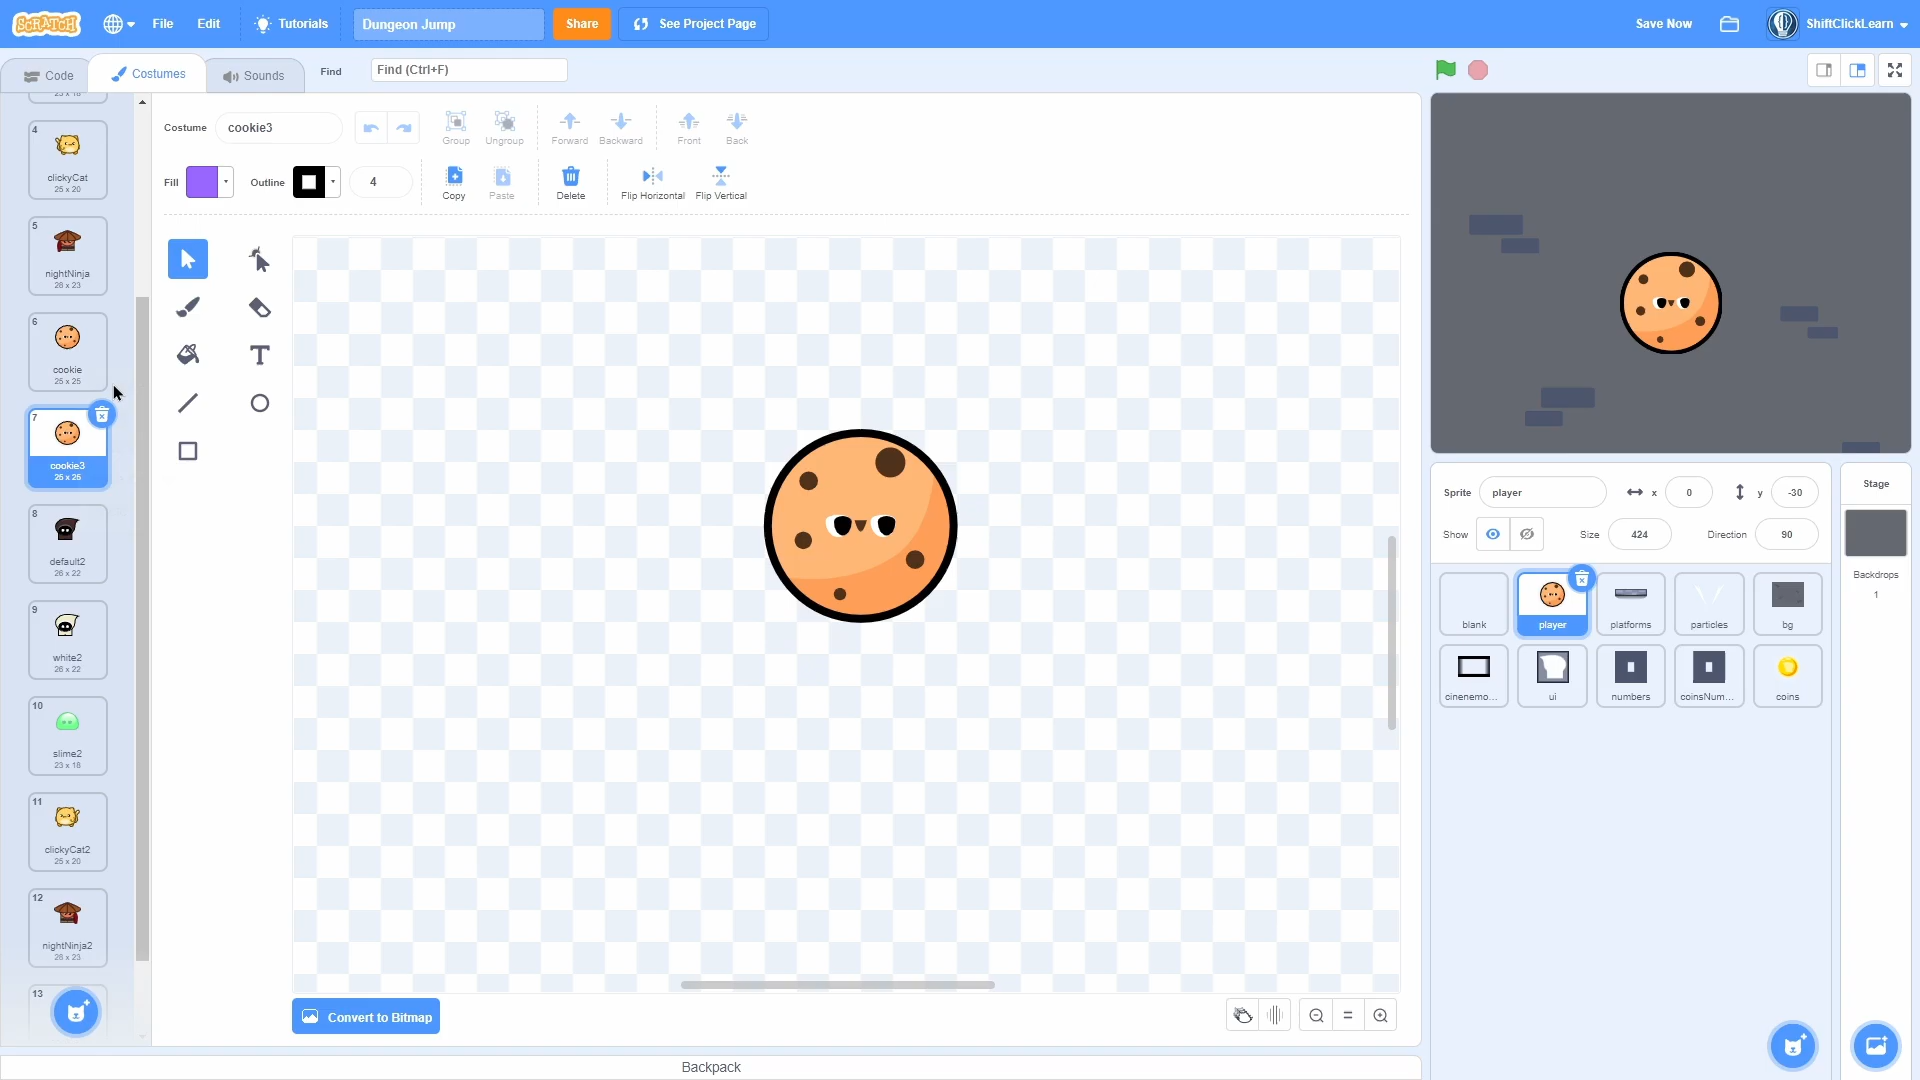 SCRATCH
File
Edit
Tutorials
Dungeon Jump
Share
See Project Page
Save Now
ShiftClickLearn
Code
Costumes
Sounds
Find
Find (Ctrl+F)
4
clickyCat
25 x 20
5
nightNinja
28 x 23
6
cookie
25 x 25
7
cookie3
25 x 25
8
default2
26 x 22
9
white2
26 x 22
10
slime2
23 x 18
11
clickyCat2
25 x 20
12
nightNinja2
28 x 23
13
Costume
cookie3
Group
Ungroup
Forward
Backward
Front
Back
Fill
Outline
4
Copy
Paste
Delete
Flip Horizontal
Flip Vertical
Convert to Bitmap
Backpack
Sprite
player
x
0
y
-30
Show
Size
424
Direction
90
blank
player
platforms
particles
bg
cinenemo...
ui
numbers
coinsNum...
coins
Stage
Backdrops
1